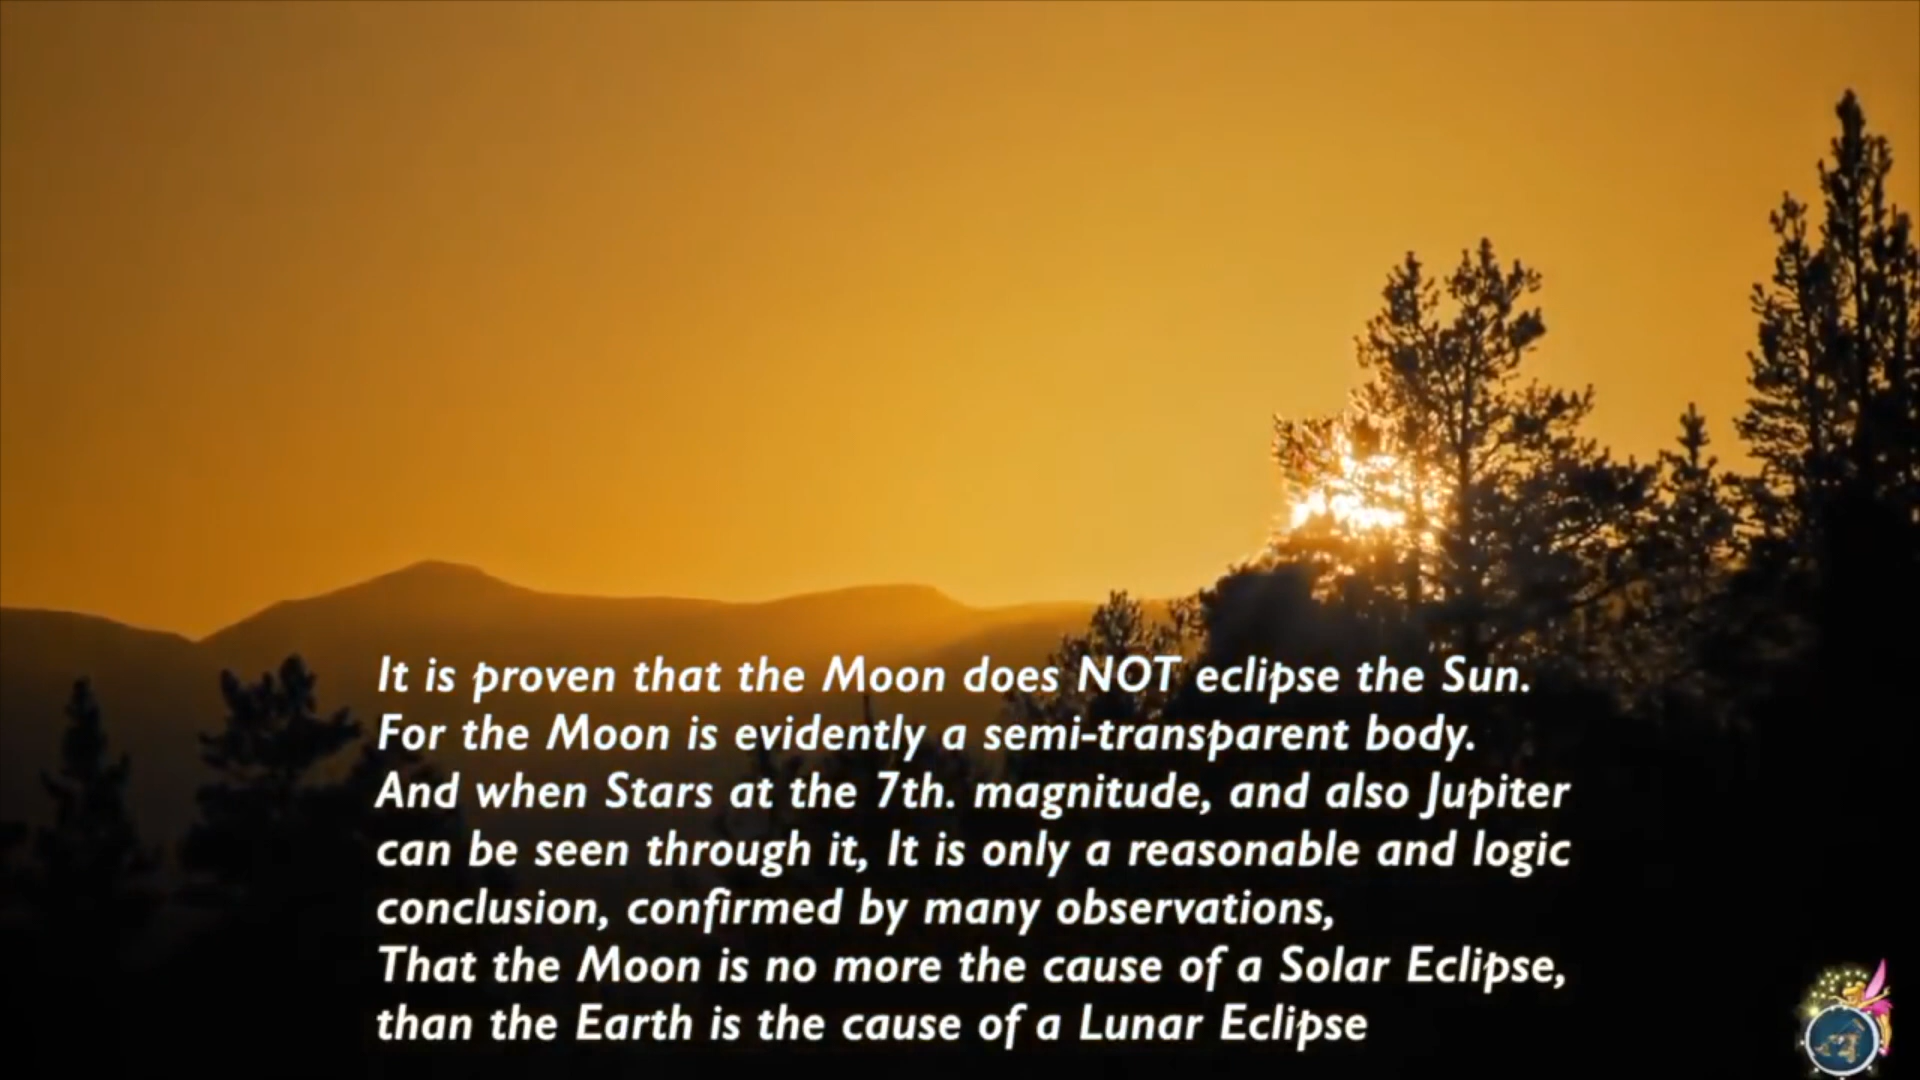 It is proven that the Moon does NOT eclipse the Sun.
For the Moon is evidently a semi-transparent body.
And when Stars at the 7th. magnitude, and also Jupiter
can be seen through it, It is only a reasonable and logic
conclusion, confirmed by many observations,
That the Moon is no more the cause of a Solar Eclipse,
than the Earth is the cause of a Lunar Eclipse